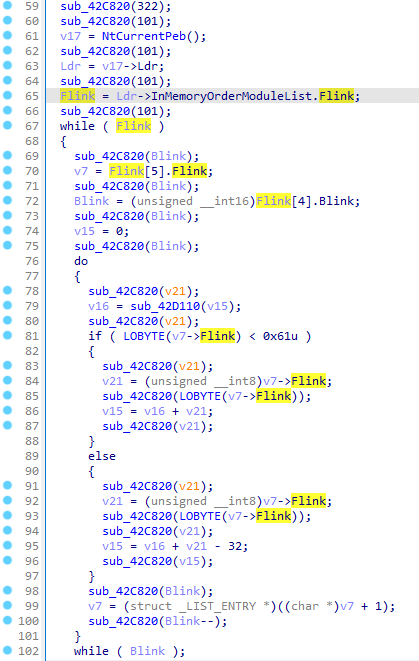 59 sub_42C820(322);
60 sub_42C820(101);
61 v17 = NtCurrentPeb();
62 sub_42C820(101);
63 Ldr = v17->Ldr;
64 sub_42C820(101);
65 Flink = Ldr->InMemoryOrderModuleList.Flink;
66 sub_42C820(101);
67 while ( Flink )
68 {
69 sub_42C820(Blink);
70 v7 = Flink[5].Flink;
71 sub_42C820(Blink);
72 Blink = (unsigned __int16)Flink[4].Blink;
73 sub_42C820(Blink);
74 v15 = 0;
75 sub_42C820(Blink);
76 do
77 {
78 sub_42C820(v21);
79 v16 = sub_42D110(v15);
80 sub_42C820(v21);
81 if ( LOBYTE(v7->Flink) < 0x61u )
82 {
83 sub_42C820(v21);
84 v21 = (unsigned __int8)v7->Flink;
85 sub_42C820(LOBYTE(v7->Flink));
86 v15 = v16 + v21;
87 sub_42C820(v21);
88 }
89 else
90 {
91 sub_42C820(v21);
92 v21 = (unsigned __int8)v7->Flink;
93 sub_42C820(LOBYTE(v7->Flink));
94 sub_42C820(v21);
95 v15 = v16 + v21 - 32;
96 sub_42C820(v15);
97 }
98 sub_42C820(Blink);
99 v7 = (struct _LIST_ENTRY *)((char *)v7 + 1);
100 sub_42C820(Blink--);
101 }
102 while ( Blink );